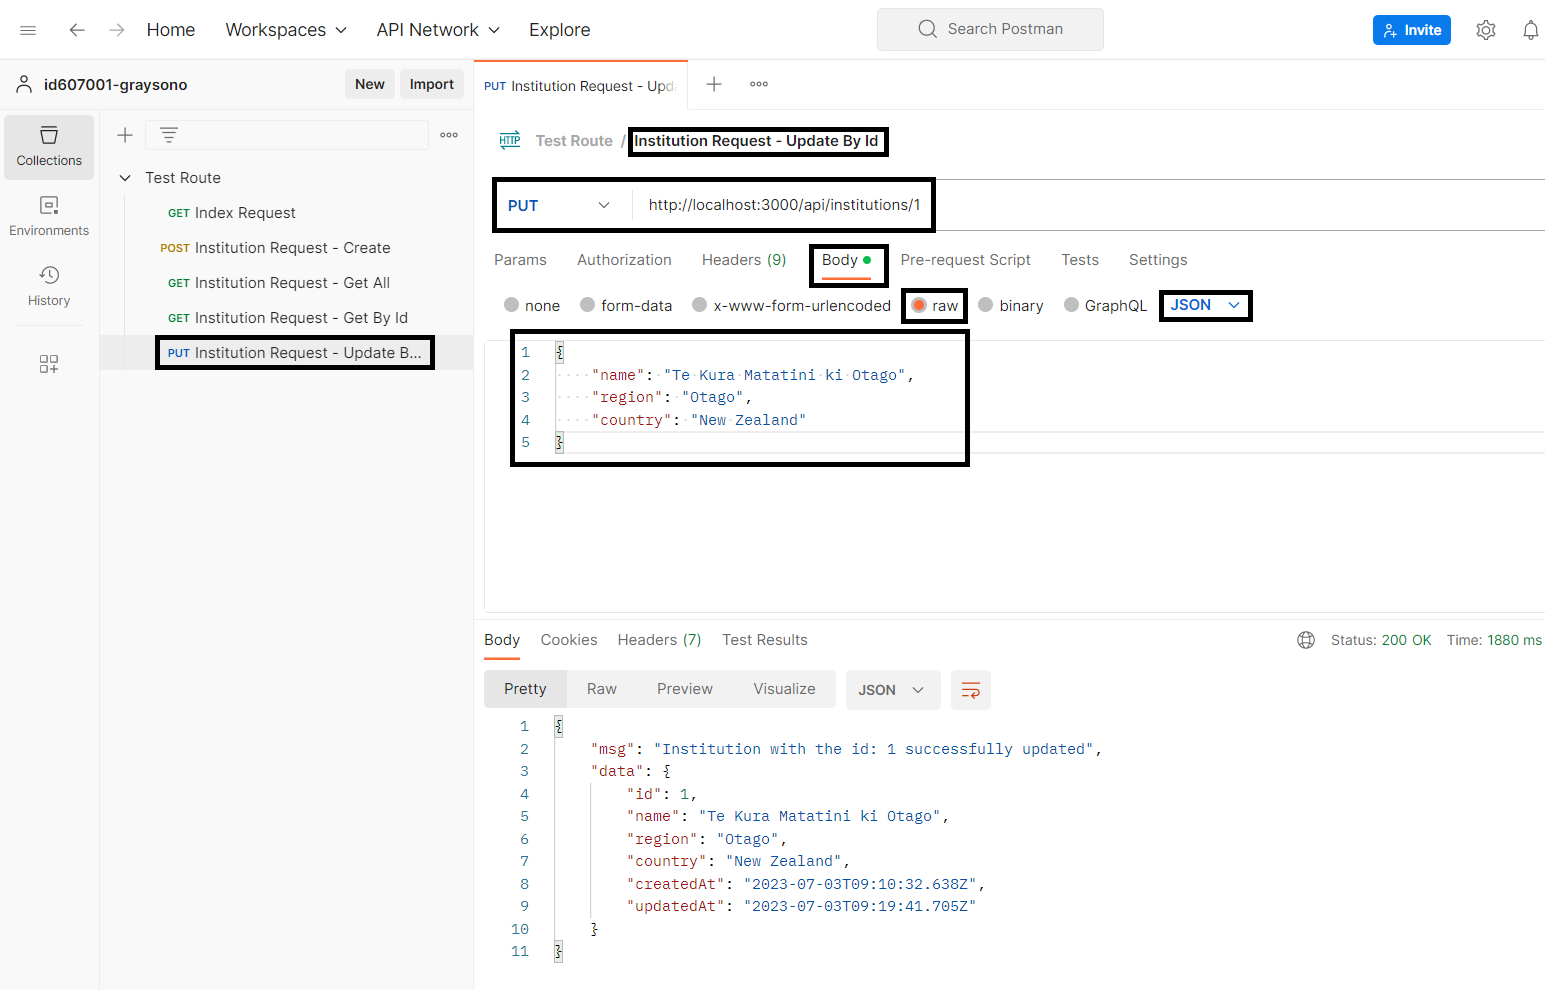 Home Workspaces API Network Explore Search Postman Invite
id607001-graysono New Import
PUT Institution Request - Upd
Collections
Environments
History
Test Route
GET Index Request
POST Institution Request - Create
GET Institution Request - Get All
GET Institution Request - Get By Id
PUT Institution Request - Update B...
HTTP Test Route / Institution Request - Update By Id
PUT http://localhost:3000/api/institutions/1
Params Authorization Headers (9) Body Pre-request Script Tests Settings
none form-data x-www-form-urlencoded raw binary GraphQL JSON
1 {
2 "name": "Te Kura Matatini ki Otago",
3 "region": "Otago",
4 "country": "New Zealand"
5 }
Body Cookies Headers (7) Test Results Status: 200 OK Time: 1880 ms
Pretty Raw Preview Visualize JSON
1 {
2 "msg": "Institution with the id: 1 successfully updated",
3 "data": {
4 "id": 1,
5 "name": "Te Kura Matatini ki Otago",
6 "region": "Otago",
7 "country": "New Zealand",
8 "createdAt": "2023-07-03T09:10:32.638Z",
9 "updatedAt": "2023-07-03T09:19:41.705Z"
10 }
11 }